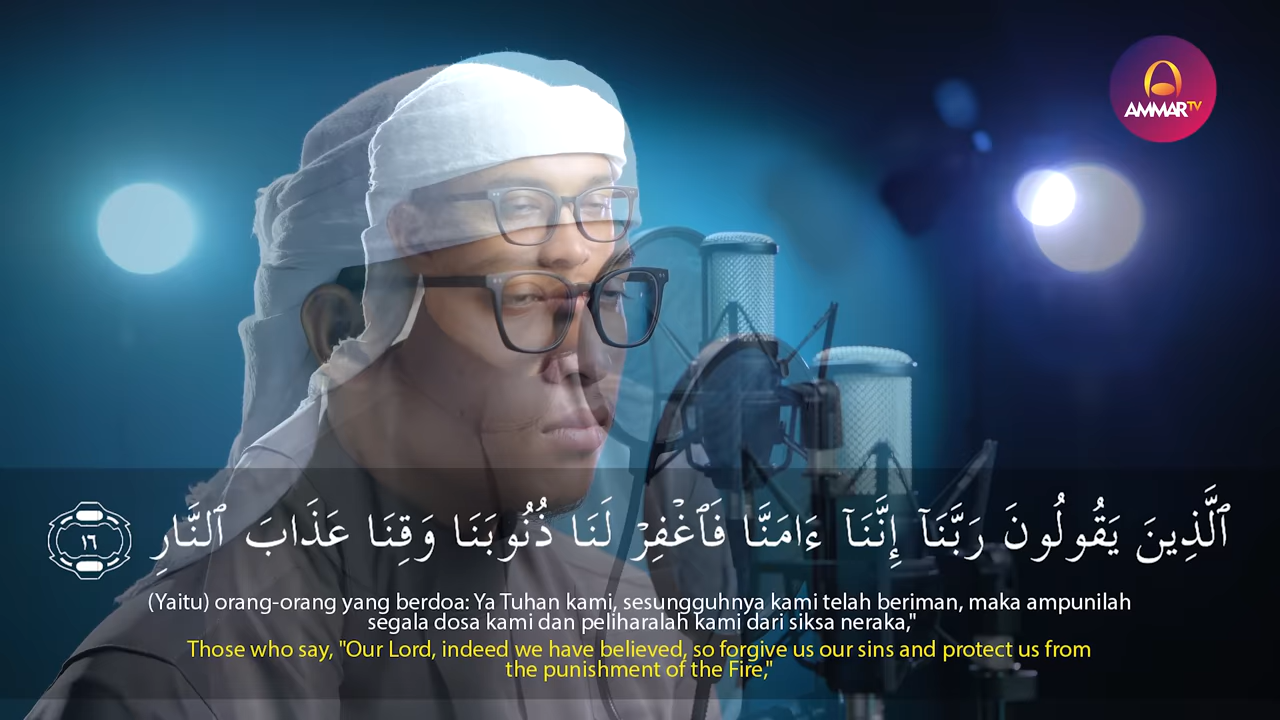 AMMARTV
ٱلَّذِينَ يَقُولُونَ رَبَّنَآ إِنَّنَآ ءَامَنَّا فَٱغْفِرْ لَنَا ذُنُوبَنَا وَقِنَا عَذَابَ ٱلنَّارِ ١٦
(Yaitu) orang-orang yang berdoa: Ya Tuhan kami, sesungguhnya kami telah beriman, maka ampunilah
segala dosa kami dan peliharalah kami dari siksa neraka,"
Those who say, "Our Lord, indeed we have believed, so forgive us our sins and protect us from
the punishment of the Fire,"